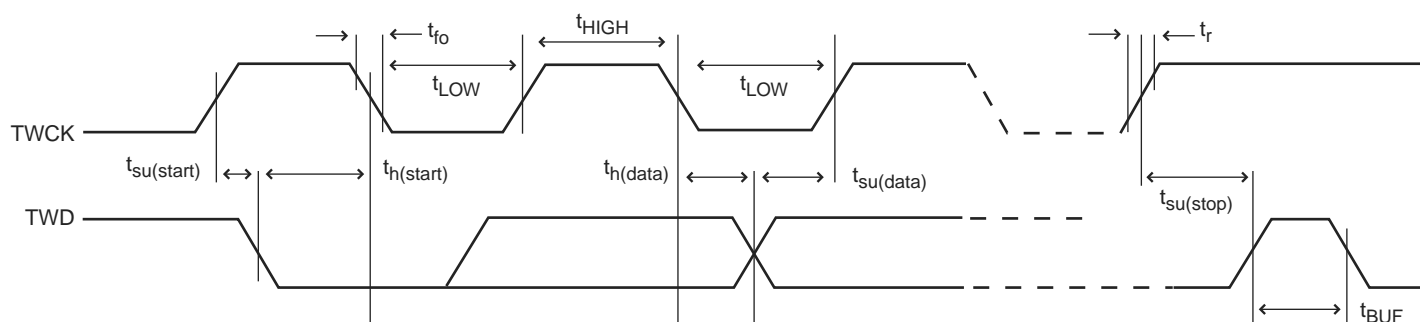 tfo
tHIGH
tr
tLOW
tLOW
TWCK
tsu(start)
th(start)
th(data)
tsu(data)
tsu(stop)
TWD
tBUF